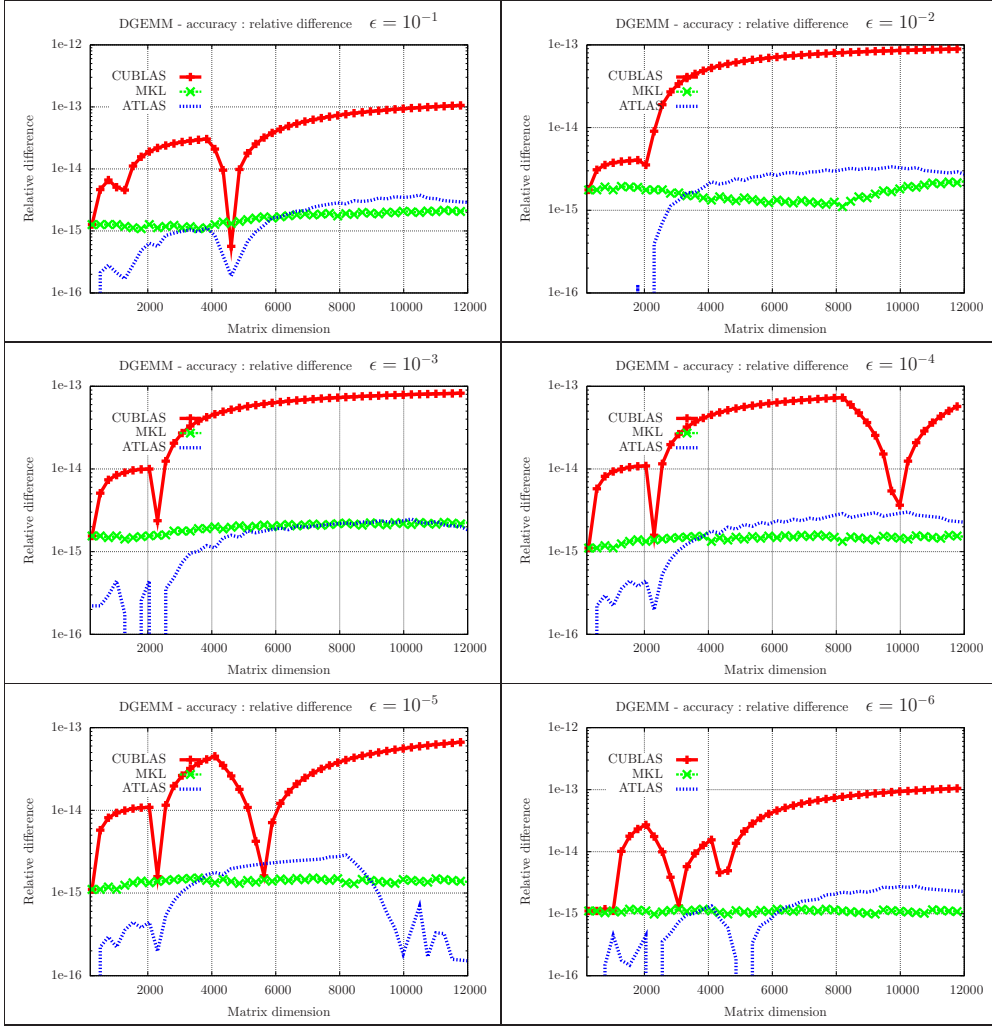 DGEMM - accuracy : relative difference ϵ = 10^{-1}
1e-12
1e-13
1e-14
1e-15
1e-16
Relative difference
CUBLAS
MKL
ATLAS
2000 4000 6000 8000 10000 12000
Matrix dimension
DGEMM - accuracy : relative difference ϵ = 10^{-2}
1e-13
1e-14
1e-15
1e-16
Relative difference
CUBLAS
MKL
ATLAS
2000 4000 6000 8000 10000 12000
Matrix dimension
DGEMM - accuracy : relative difference ϵ = 10^{-3}
1e-13
1e-14
1e-15
1e-16
Relative difference
CUBLAS
MKL
ATLAS
2000 4000 6000 8000 10000 12000
Matrix dimension
DGEMM - accuracy : relative difference ϵ = 10^{-4}
1e-13
1e-14
1e-15
1e-16
Relative difference
CUBLAS
MKL
ATLAS
2000 4000 6000 8000 10000 12000
Matrix dimension
DGEMM - accuracy : relative difference ϵ = 10^{-5}
1e-13
1e-14
1e-15
1e-16
Relative difference
CUBLAS
MKL
ATLAS
2000 4000 6000 8000 10000 12000
Matrix dimension
DGEMM - accuracy : relative difference ϵ = 10^{-6}
1e-12
1e-13
1e-14
1e-15
1e-16
Relative difference
CUBLAS
MKL
ATLAS
2000 4000 6000 8000 10000 12000
Matrix dimension